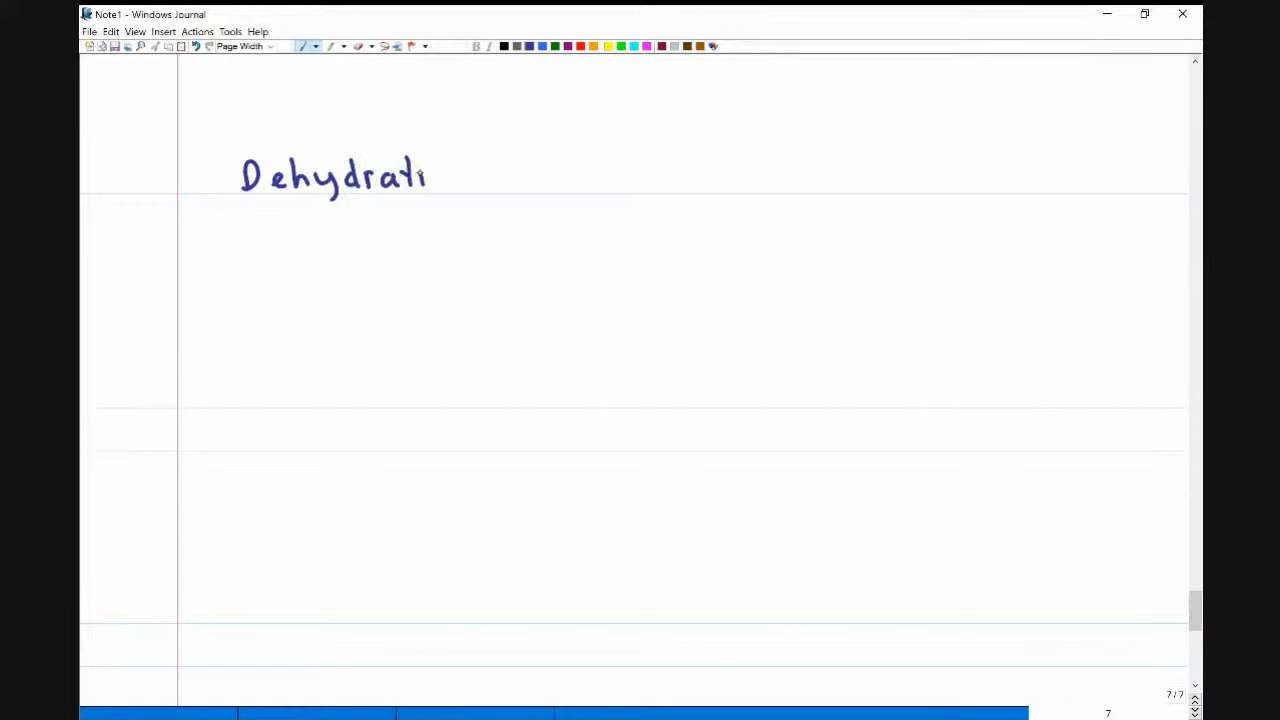 Note1 - Windows Journal
File Edit View Insert Actions Tools Help
Page Width B I
Dehydrati
7 / 7
7